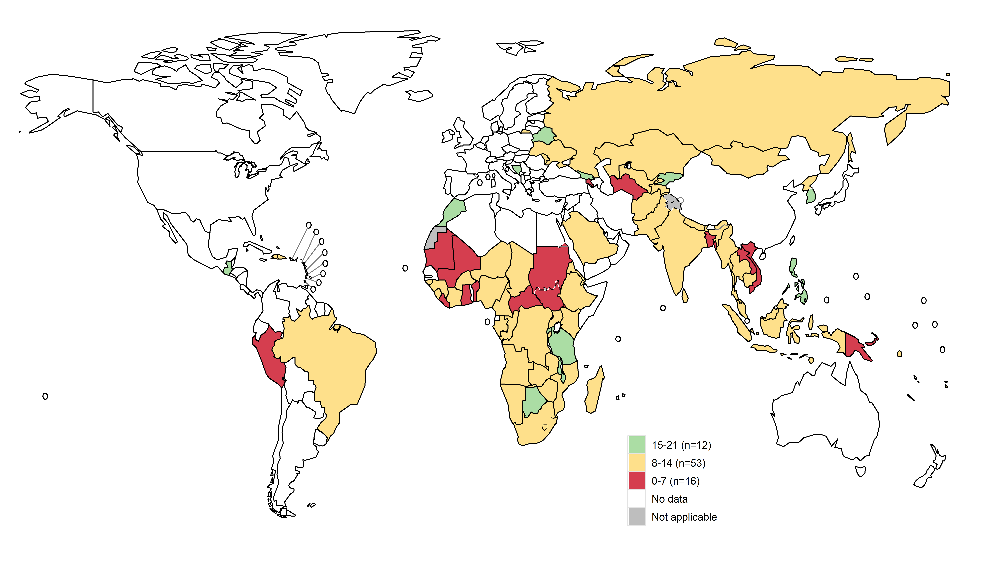 15-21 (n=12)
8-14 (n=53)
0-7 (n=16)
No data
Not applicable